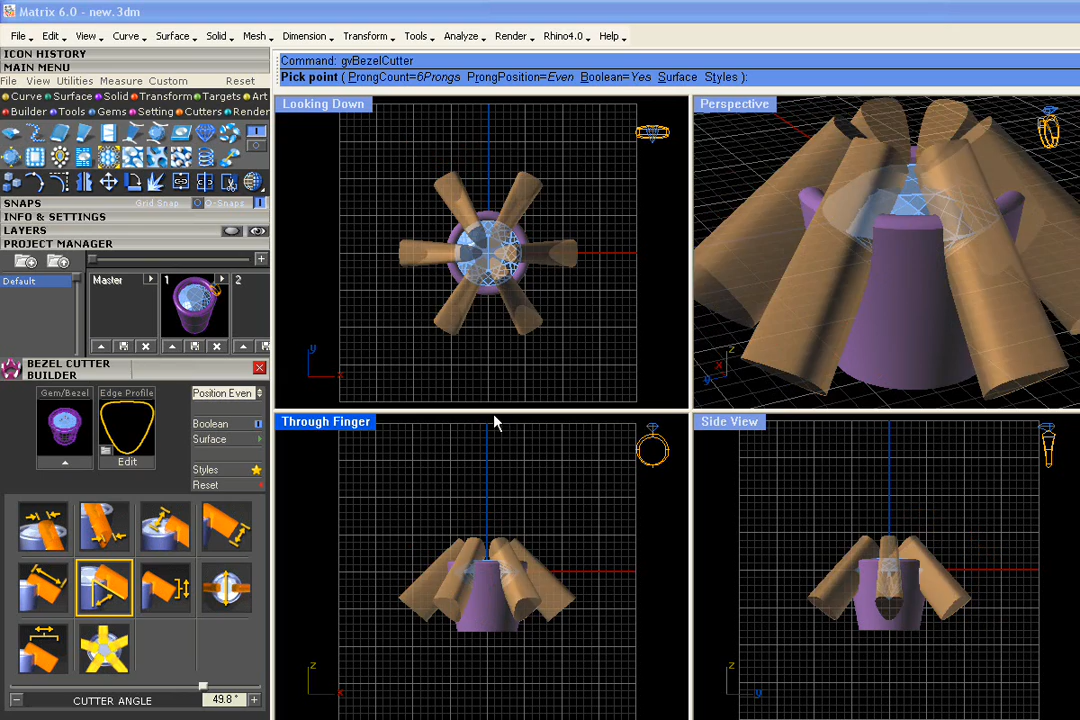 Matrix 6.0 - new.3dm
File Edit View Curve Surface Solid Mesh Dimension Transform Tools Analyze Render Rhino4.0 Help
ICON HISTORY
MAIN MENU
File View Utilities Measure Custom Reset
Curve Surface Solid Transform Targets Art
Builder Tools Gems Setting Cutters Render
SNAPS Grid Snap O-Snaps
INFO & SETTINGS
LAYERS
PROJECT MANAGER
Default
Master 1 2
BEZEL CUTTER BUILDER
Gem/Bezel Edge Profile Position Even
Boolean
Surface
Edit
Styles
Reset
CUTTER ANGLE 49.8 °
Command: gvBezelCutter
Pick point ( ProngCount=6Prongs ProngPosition=Even Boolean=Yes Surface Styles ):
Looking Down
y
x
Perspective
z
x
y
Through Finger
z
x
Side View
z
y